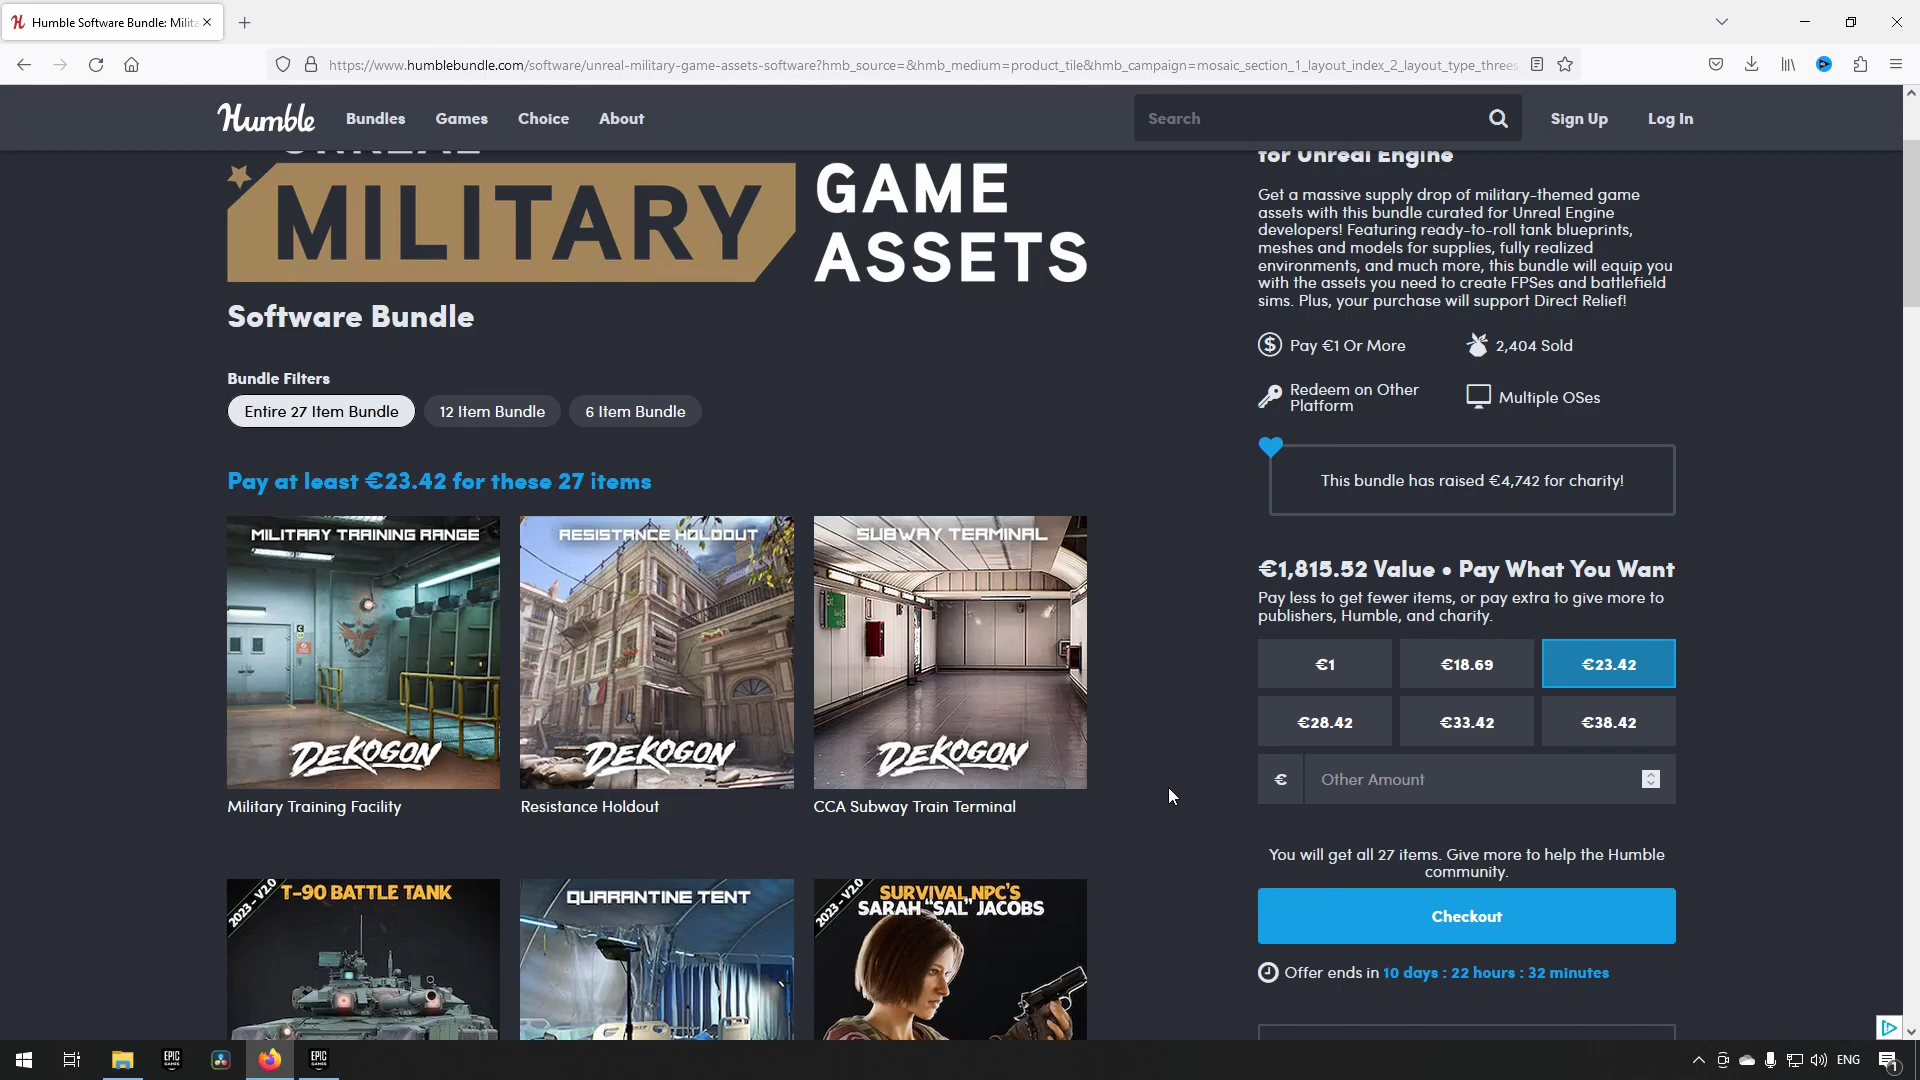 Humble Software Bundle: Milita
https://www.humblebundle.com/software/unreal-military-game-assets-software?hmb_source=&hmb_medium=product_tile&hmb_campaign=mosaic_section_1_layout_index_2_layout_type_threes
Humble
Bundles
Games
Choice
About
Search
Sign Up
Log In
UNREAL
MILITARY
GAME
ASSETS
Software Bundle
Bundle Filters
Entire 27 Item Bundle
12 Item Bundle
6 Item Bundle
Pay at least €23.42 for these 27 items
MILITARY TRAINING RANGE
DEKOGON
Military Training Facility
RESISTANCE HOLDOUT
DEKOGON
Resistance Holdout
SUBWAY TERMINAL
DEKOGON
CCA Subway Train Terminal
2023 - V2.0
T-90 BATTLE TANK
QUARANTINE TENT
2023 - V2.0
SURVIVAL NPC'S
SARAH "SAL" JACOBS
for Unreal Engine
Get a massive supply drop of military-themed game
assets with this bundle curated for Unreal Engine
developers! Featuring ready-to-roll tank blueprints,
meshes and models for supplies, fully realized
environments, and much more, this bundle will equip you
with the assets you need to create FPSes and battlefield
sims. Plus, your purchase will support Direct Relief!
Pay €1 Or More
2,404 Sold
Redeem on Other
Platform
Multiple OSes
This bundle has raised €4,742 for charity!
€1,815.52 Value • Pay What You Want
Pay less to get fewer items, or pay extra to give more to
publishers, Humble, and charity.
€1
€18.69
€23.42
€28.42
€33.42
€38.42
€
Other Amount
You will get all 27 items. Give more to help the Humble
community.
Checkout
Offer ends in 10 days : 22 hours : 32 minutes
EPIC
GAMES
EPIC
GAMES
ENG
1